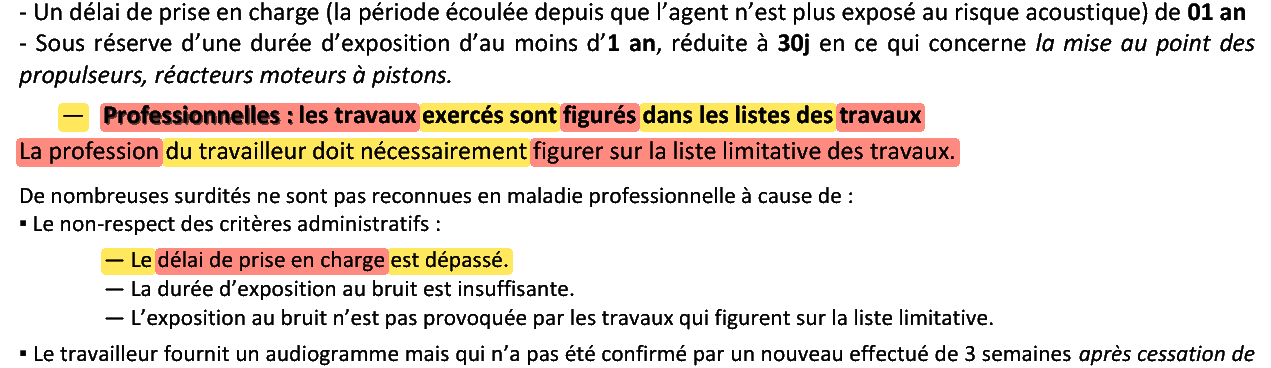 - Un délai de prise en charge (la période écoulée depuis que l’agent n’est plus exposé au risque acoustique) de 01 an
- Sous réserve d’une durée d’exposition d’au moins d’1 an, réduite à 30j en ce qui concerne la mise au point des
propulseurs, réacteurs moteurs à pistons.
— Professionnelles : les travaux exercés sont figurés dans les listes des travaux
La profession du travailleur doit nécessairement figurer sur la liste limitative des travaux.
De nombreuses surdités ne sont pas reconnues en maladie professionnelle à cause de :
▪ Le non-respect des critères administratifs :
— Le délai de prise en charge est dépassé.
— La durée d’exposition au bruit est insuffisante.
— L’exposition au bruit n’est pas provoquée par les travaux qui figurent sur la liste limitative.
▪ Le travailleur fournit un audiogramme mais qui n’a pas été confirmé par un nouveau effectué de 3 semaines après cessation de